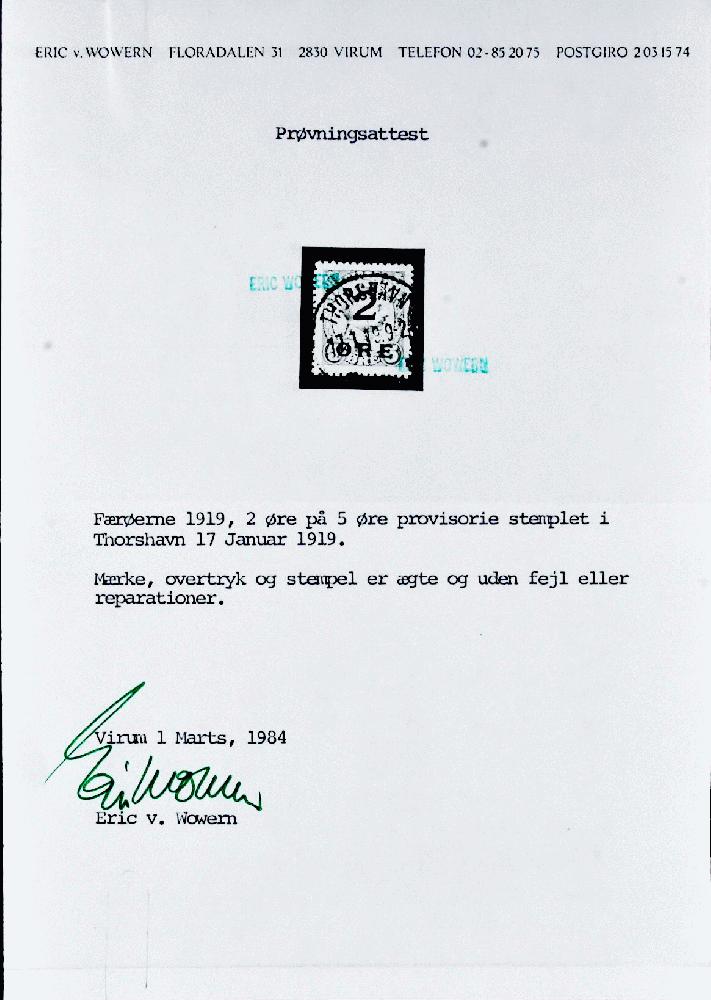 ERIC v. WOWERN FLORADALEN 31 2830 VIRUM TELEFON 02-85 20 75 POSTGIRO 2 03 15 74
Prøvningsattest
ERIC WOWERN
THORSHAVN
2
ØRE
WOWERN
Færøerne 1919, 2 øre på 5 øre provisorie stemplet i
Thorshavn 17 Januar 1919.
Mærke, overtryk og stempel er ægte og uden fejl eller
reparationer.
Virum 1 Marts, 1984
Eric v. Wowern